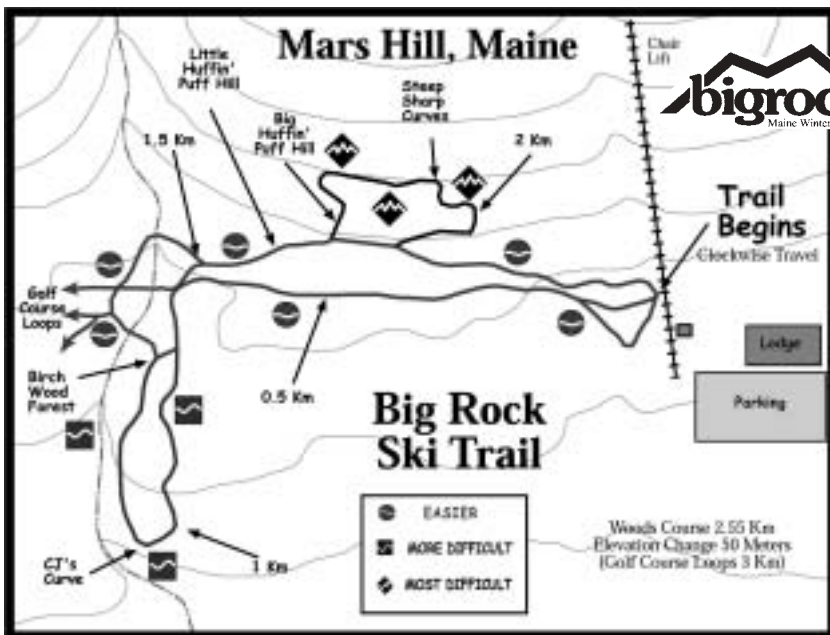 Mars Hill, Maine
Little
Huffin'
Puff Hill
Steep
Sharp
Curves
Chair
Lift
bigroc
Maine Winter
1.5 Km
Big
Huffin'
Puff Hill
2 Km
Trail
Begins
Clockwise Travel
Golf
Course
Loops
Lodge
Birch
Wood
Forest
0.5 Km
Big Rock
Ski Trail
Parking
EASIER
MORE DIFFICULT
MOST DIFFICULT
CJ's
Curve
1 Km
Woods Course 2.55 Km
Elevation Change 50 Meters
(Golf Course Loops 3 Km)